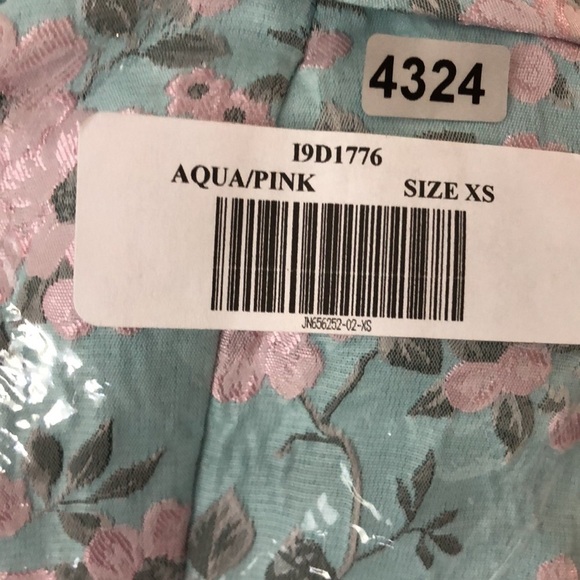 4324
I9D1776
AQUA/PINK SIZE XS
JN656252-02-XS